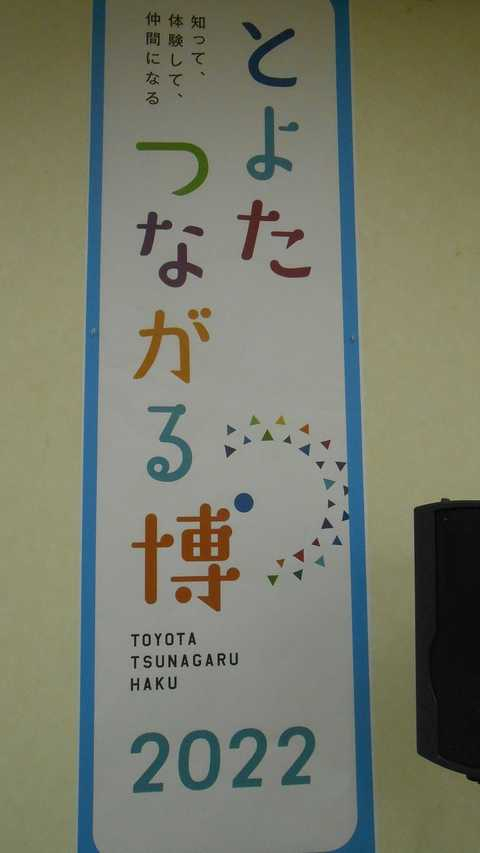 とよた
つながる博
知って、
体験して、
仲間になる
TOYOTA
TSUNAGARU
HAKU
2022